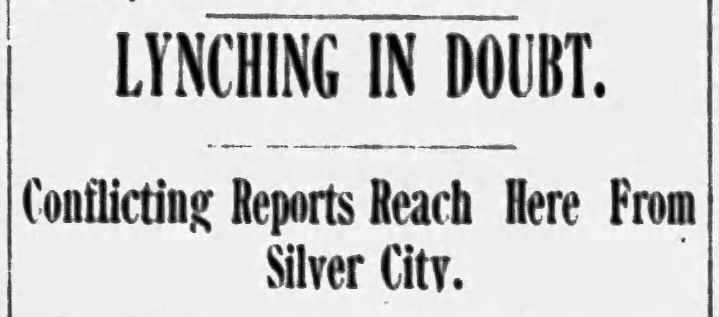 LYNCHING IN DOUBT.
Conflicting Reports Reach Here From
Silver City.